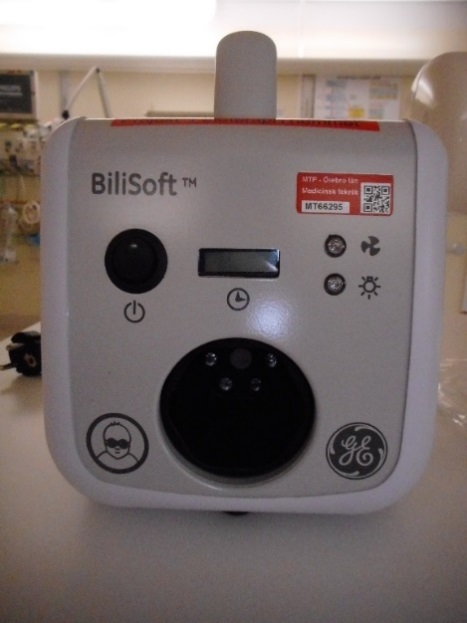 BiliSoft™
MTP - Örebro län
Medicinsk teknik
MT66295
GE